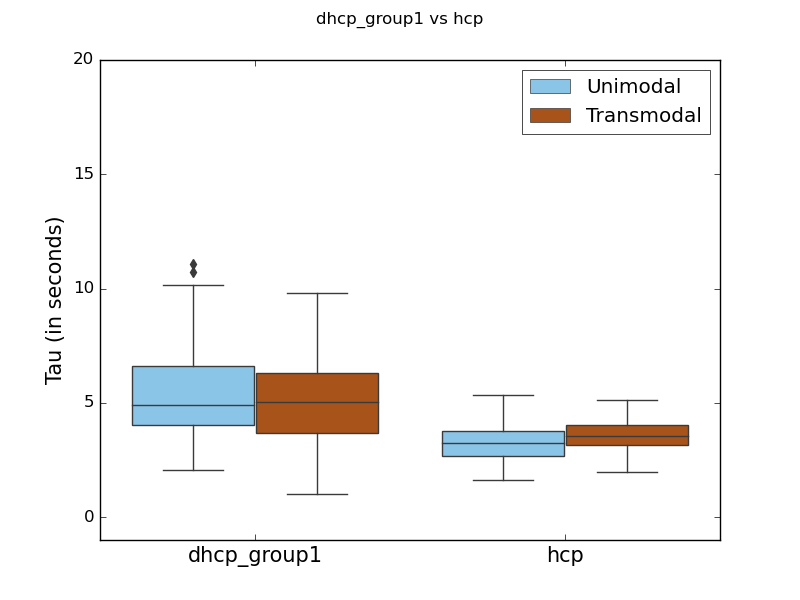 dhcp_group1 vs hcp
20
Unimodal
Transmodal
15
10
5
0
Tau (in seconds)
dhcp_group1
hcp